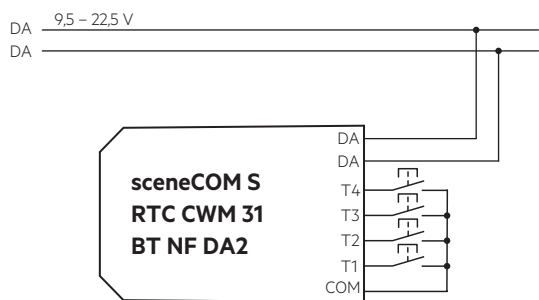 DA 9,5 – 22,5 V
DA
DA
DA
sceneCOM S
RTC CWM 31
BT NF DA2
T4
T3
T2
T1
COM